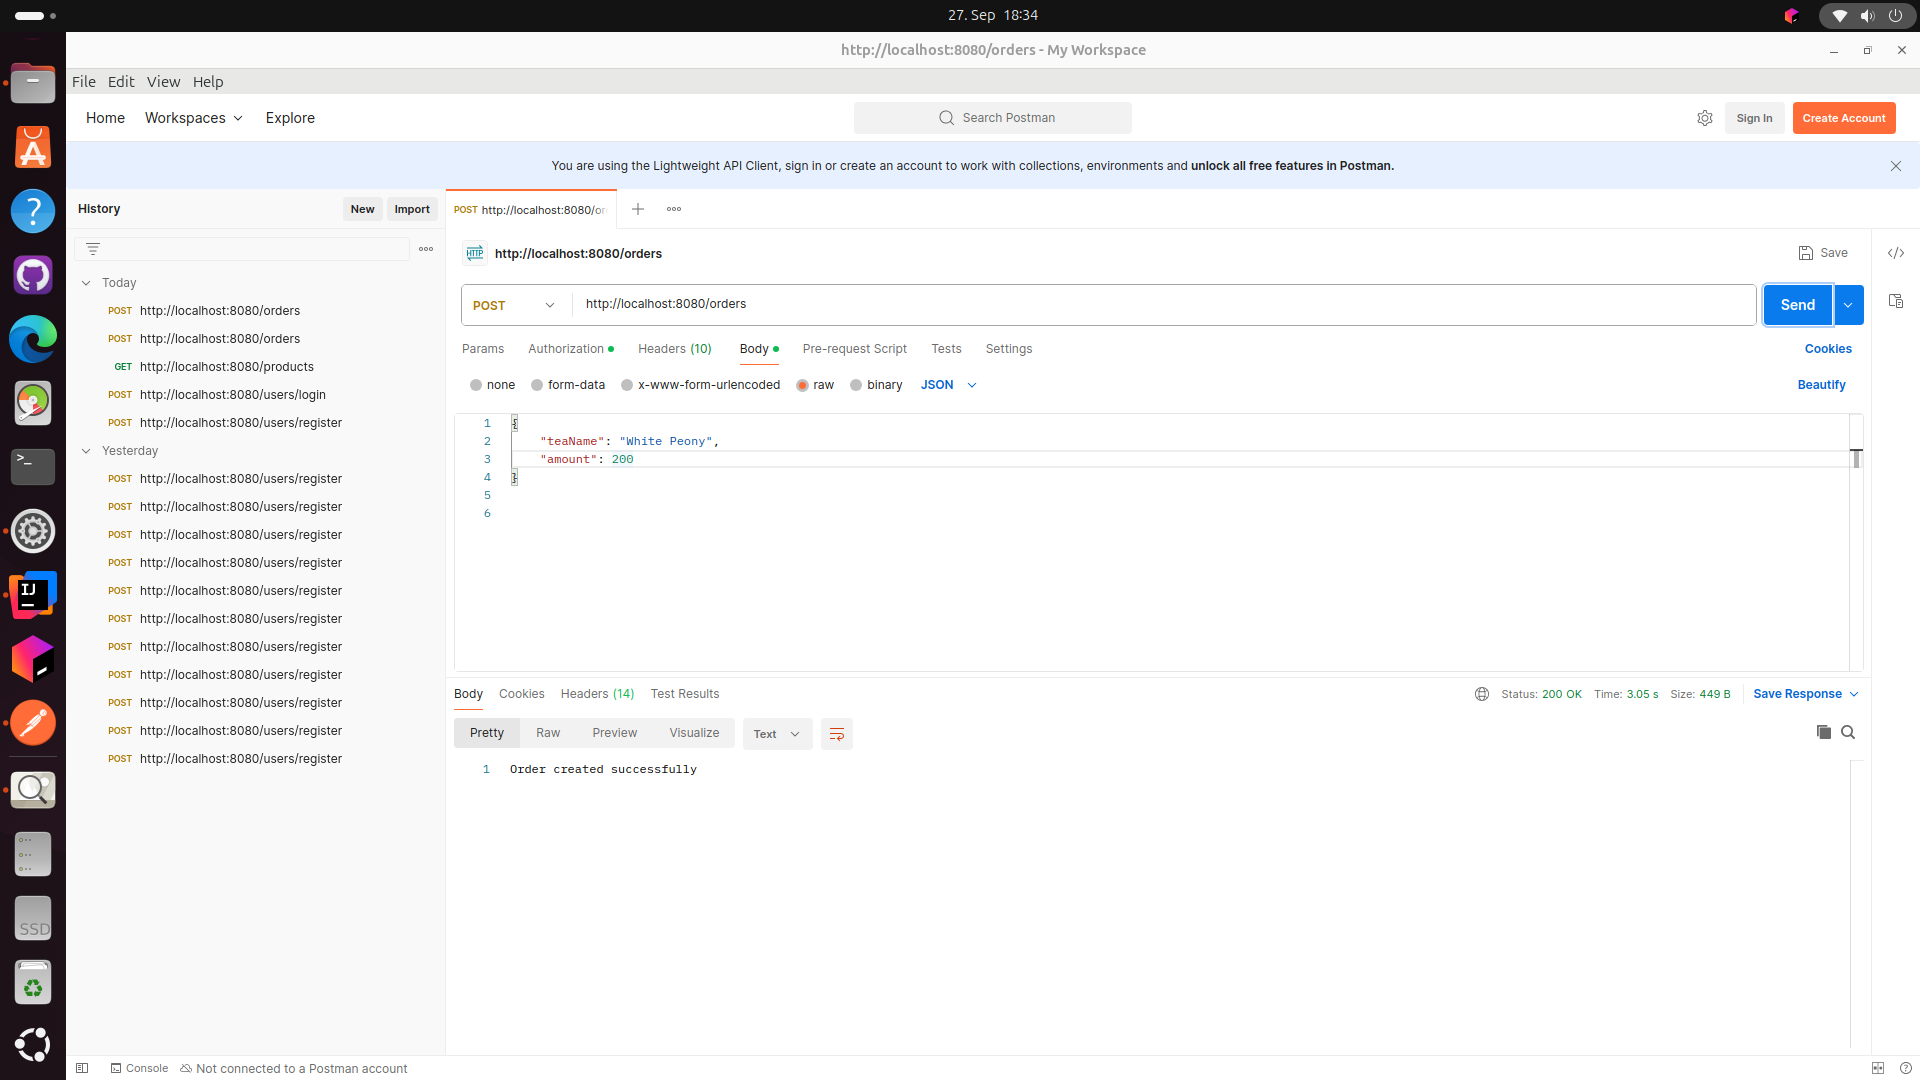 27. Sep 18:34
http://localhost:8080/orders - My Workspace
File Edit View Help
Home Workspaces Explore
Search Postman
Sign In
Create Account
You are using the Lightweight API Client, sign in or create an account to work with collections, environments and unlock all free features in Postman.
History
New
Import
Today
POST http://localhost:8080/orders
POST http://localhost:8080/orders
GET http://localhost:8080/products
POST http://localhost:8080/users/login
POST http://localhost:8080/users/register
Yesterday
POST http://localhost:8080/users/register
POST http://localhost:8080/users/register
POST http://localhost:8080/users/register
POST http://localhost:8080/users/register
POST http://localhost:8080/users/register
POST http://localhost:8080/users/register
POST http://localhost:8080/users/register
POST http://localhost:8080/users/register
POST http://localhost:8080/users/register
POST http://localhost:8080/users/register
POST http://localhost:8080/users/register
POST http://localhost:8080/or
HTTP http://localhost:8080/orders
Save
</>
POST http://localhost:8080/orders
Send
Params Authorization Headers (10) Body Pre-request Script Tests Settings
Cookies
none form-data x-www-form-urlencoded raw binary JSON
Beautify
1 {
2 "teaName": "White Peony",
3 "amount": 200
4 }
5
6
Body Cookies Headers (14) Test Results
Status: 200 OK Time: 3.05 s Size: 449 B
Save Response
Pretty Raw Preview Visualize
Text
1 Order created successfully
Console
Not connected to a Postman account
A
?
>_
IJ
SSD